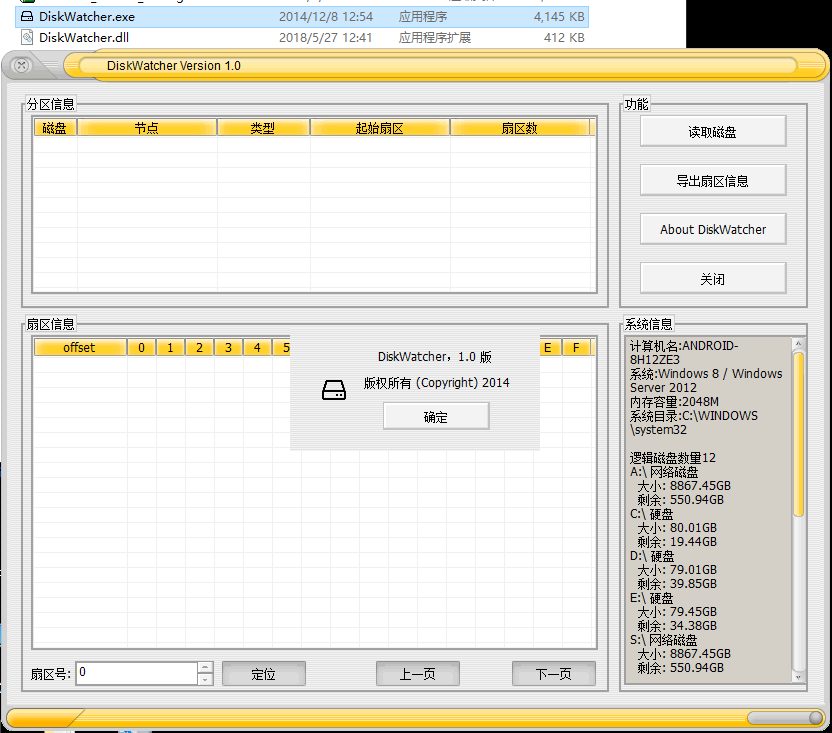 DiskWatcher.exe 2014/12/8 12:54 应用程序 4,145 KB
DiskWatcher.dll 2018/5/27 12:41 应用程序扩展 412 KB
DiskWatcher Version 1.0
分区信息
磁盘 节点 类型 起始扇区 扇区数
功能
读取磁盘
导出扇区信息
About DiskWatcher
关闭
扇区信息
offset 0 1 2 3 4 5 E F
DiskWatcher，1.0 版
版权所有 (Copyright) 2014
确定
扇区号: 0 定位 上一页 下一页
系统信息
计算机名:ANDROID-
8H12ZE3
系统:Windows 8 / Windows
Server 2012
内存容量:2048M
系统目录:C:\WINDOWS
\system32
逻辑磁盘数量12
A:\ 网络磁盘
大小: 8867.45GB
剩余: 550.94GB
C:\ 硬盘
大小: 80.01GB
剩余: 19.44GB
D:\ 硬盘
大小: 79.01GB
剩余: 39.85GB
E:\ 硬盘
大小: 79.45GB
剩余: 34.38GB
S:\ 网络磁盘
大小: 8867.45GB
剩余: 550.94GB